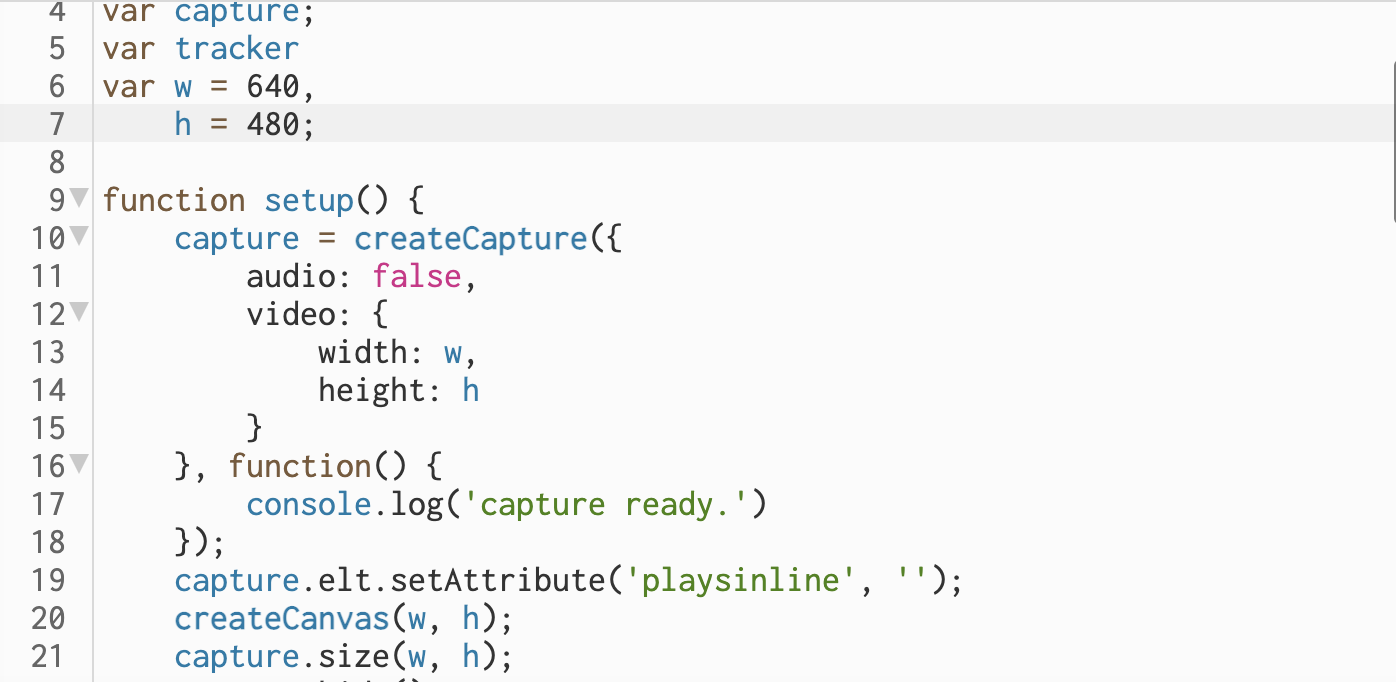 4 var capture;
5 var tracker
6 var w = 640,
7     h = 480;
8
9 function setup() {
10     capture = createCapture({
11         audio: false,
12         video: {
13             width: w,
14             height: h
15         }
16     }, function() {
17         console.log('capture ready.')
18     });
19     capture.elt.setAttribute('playsinline', '');
20     createCanvas(w, h);
21     capture.size(w, h);